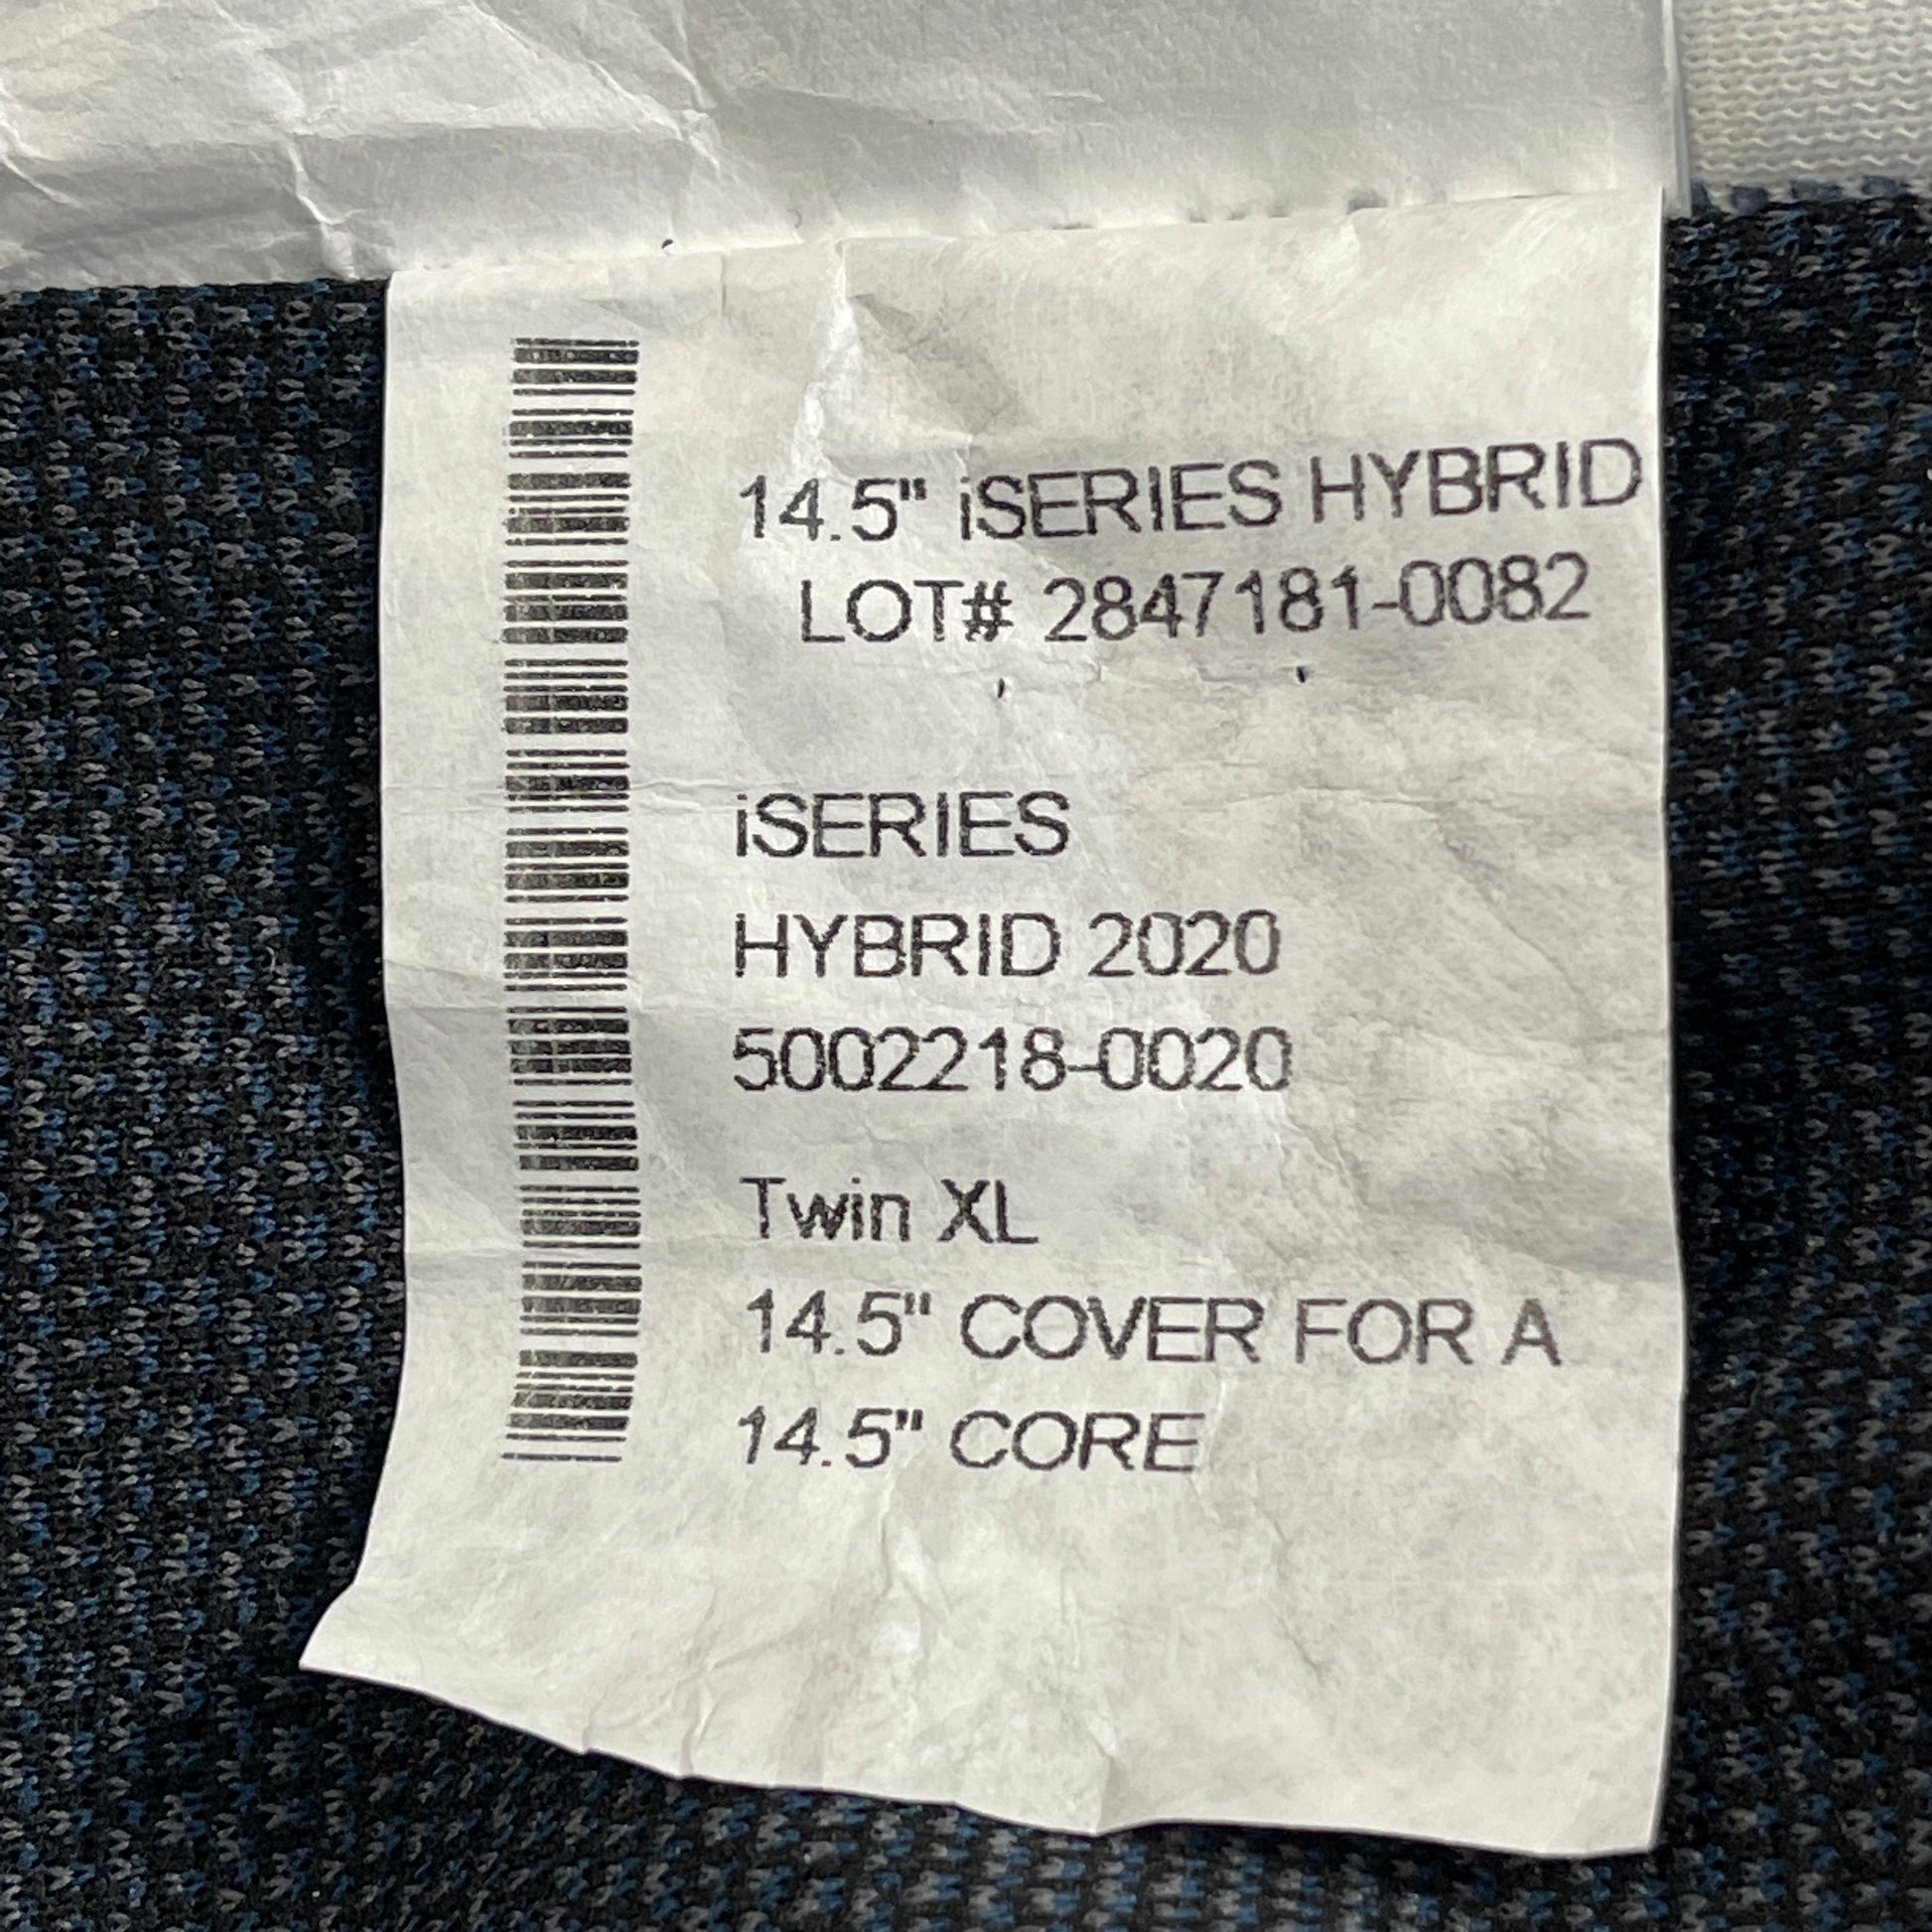 14.5" iSERIES HYBRID
LOT# 2847181-0082
iSERIES
HYBRID 2020
5002218-0020
Twin XL
14.5" COVER FOR A
14.5" CORE